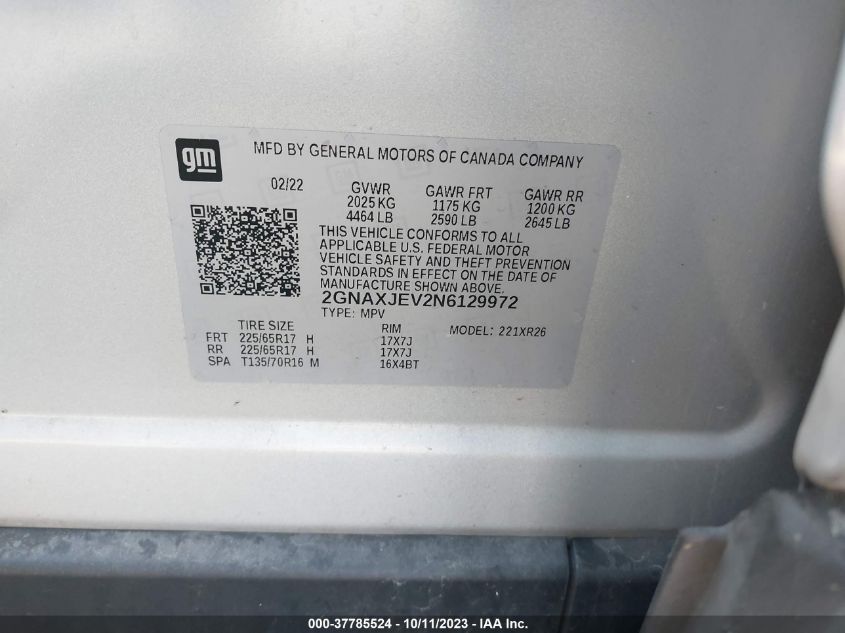 gm
MFD BY GENERAL MOTORS OF CANADA COMPANY
02/22 GVWR GAWR FRT GAWR RR
2025 KG 1175 KG 1200 KG
4464 LB 2590 LB 2645 LB
THIS VEHICLE CONFORMS TO ALL
APPLICABLE U.S. FEDERAL MOTOR
VEHICLE SAFETY AND THEFT PREVENTION
STANDARDS IN EFFECT ON THE DATE OF
MANUFACTURE SHOWN ABOVE.
2GNAXJEV2N6129972
TYPE: MPV
TIRE SIZE RIM MODEL: 221XR26
FRT 225/65R17 H 17X7J
RR 225/65R17 H 17X7J
SPA T135/70R16 M 16X4BT
000-37785524 - 10/11/2023 - IAA Inc.